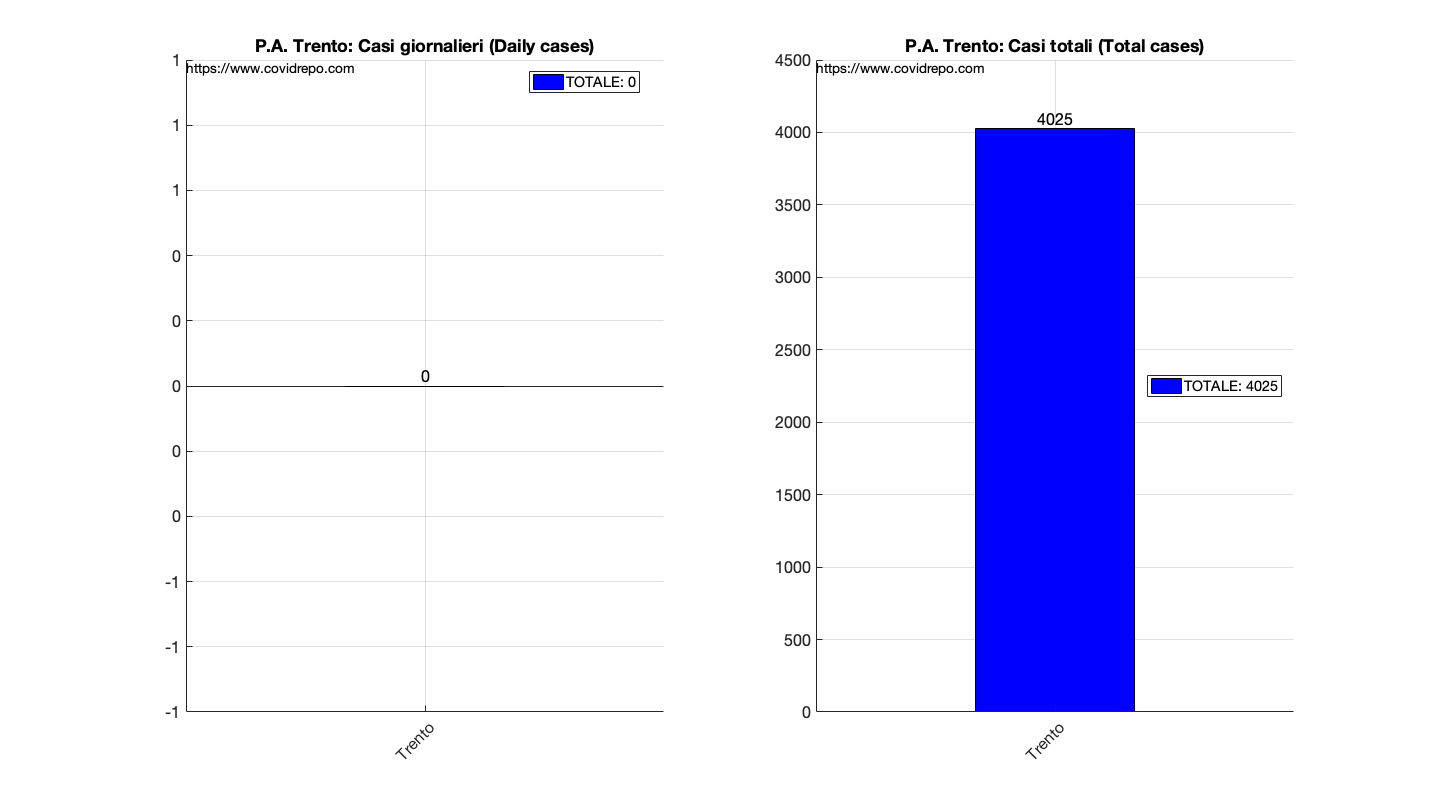 P.A. Trento: Casi giornalieri (Daily cases)
https://www.covidrepo.com
TOTALE: 0
1
1
1
0
0
0
0
0
-1
-1
-1
0
Trento
P.A. Trento: Casi totali (Total cases)
https://www.covidrepo.com
4025
TOTALE: 4025
4500
4000
3500
3000
2500
2000
1500
1000
500
0
Trento